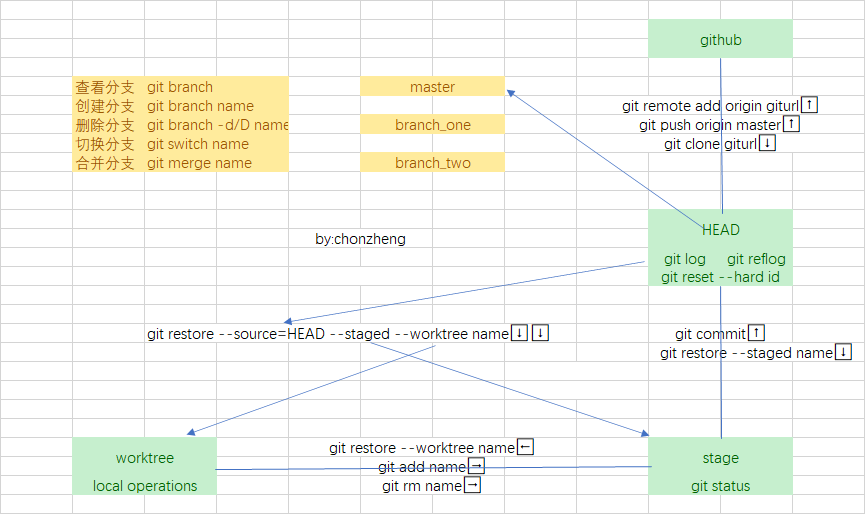 github
查看分支 git branch
创建分支 git branch name
删除分支 git branch -d/D name
切换分支 git switch name
合并分支 git merge name
master
branch_one
branch_two
git remote add origin giturl↑
git push origin master↑
git clone giturl↓
HEAD
git log git reflog
git reset --hard id
by:chonzheng
git restore --source=HEAD --staged --worktree name↓ ↓
git commit↑
git restore --staged name↓
worktree
local operations
git restore --worktree name←
git add name→
git rm name→
stage
git status